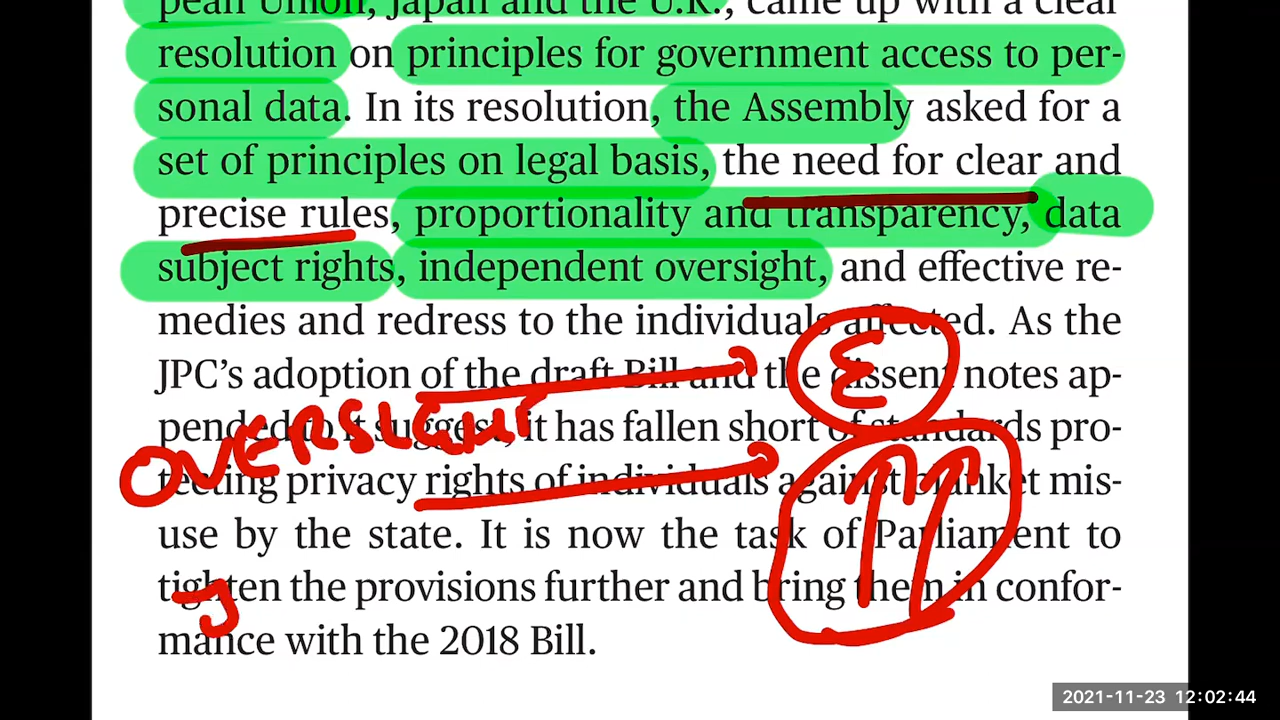 pean Union, Japan and the U.K., came up with a clear
resolution on principles for government access to per-
sonal data. In its resolution, the Assembly asked for a
set of principles on legal basis, the need for clear and
precise rules, proportionality and transparency, data
subject rights, independent oversight, and effective re-
medies and redress to the individuals affected. As the
JPC's adoption of the draft Bill and the dissent notes ap-
pended to it suggest, it has fallen short of standards pro-
OVERSIGHT
tecting privacy rights of individuals against blanket mis-
use by the state. It is now the task of Parliament to
tighten the provisions further and bring them in confor-
mance with the 2018 Bill.
2021-11-23 12:02:44